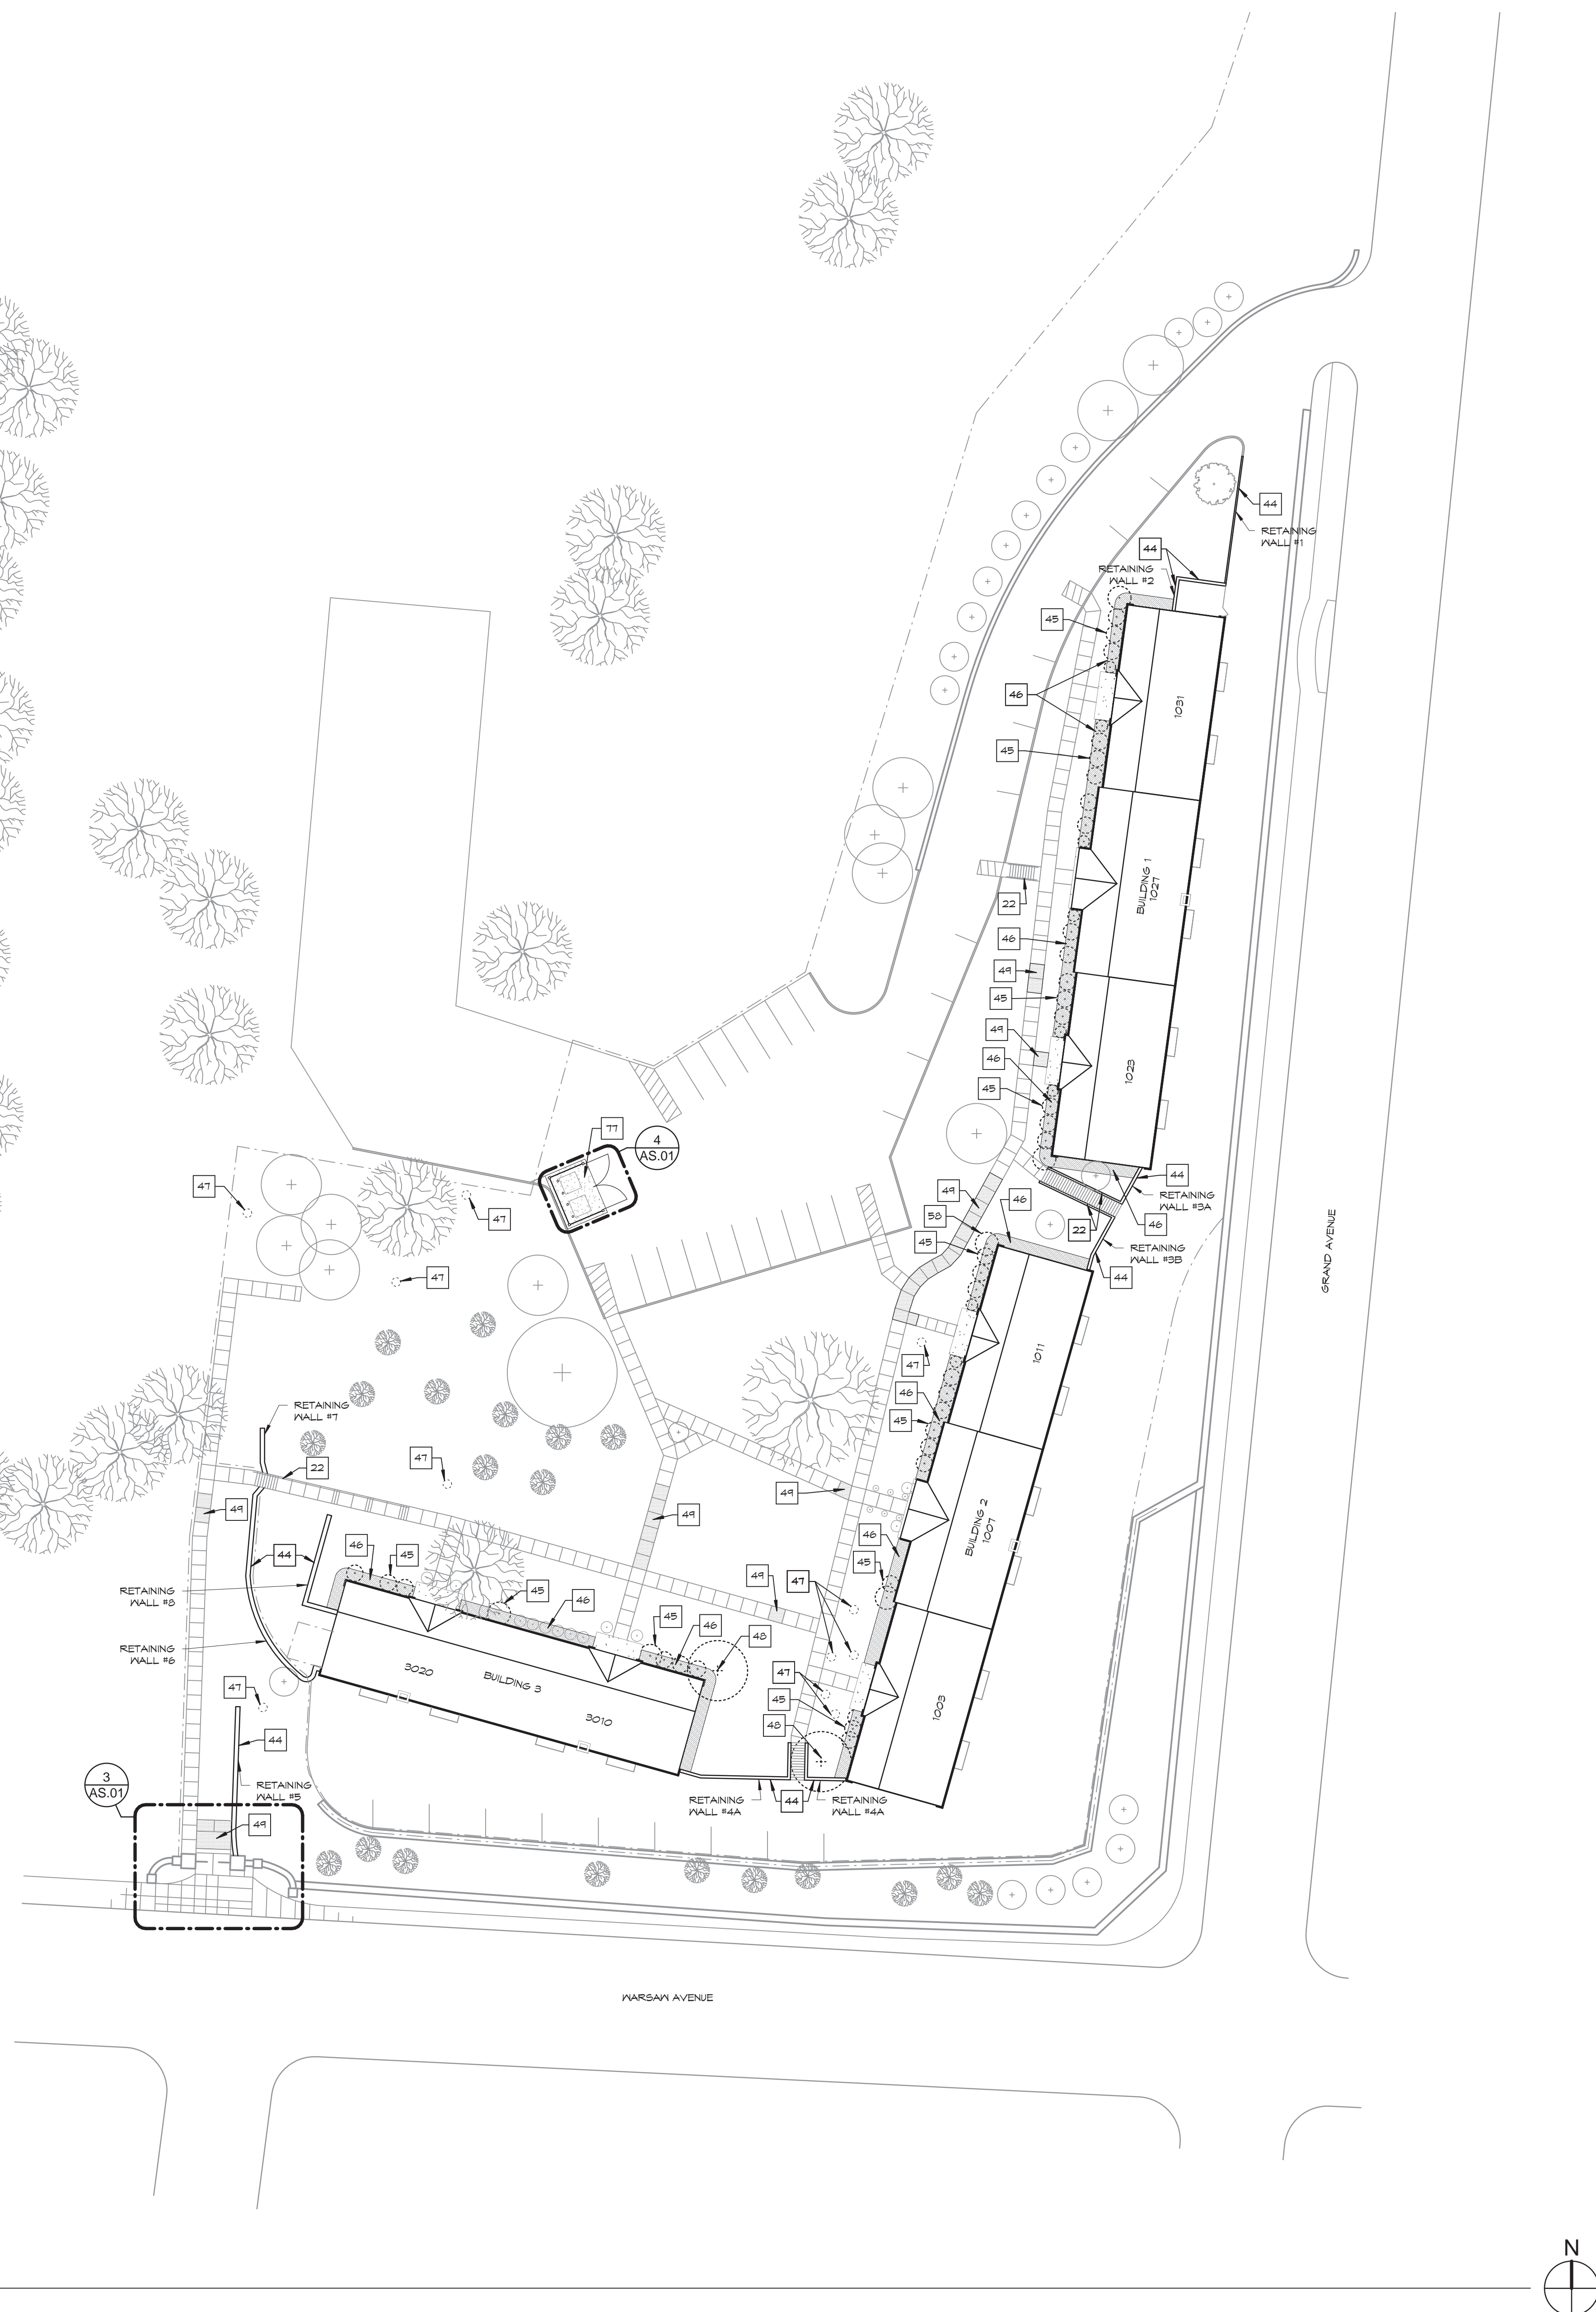 44
RETAINING
WALL #1
44
RETAINING
WALL #2
45
46
1031
45
BUILDING 1
1027
22
46
49
45
49
46
45
1023
77
4
AS.01
47
47
44
RETAINING
WALL #3A
49
46
58
22
46
45
RETAINING
WALL #3B
GRAND AVENUE
47
44
1011
47
46
RETAINING
WALL #7
45
47
22
49
49
49
BUILDING 2
1007
46
44
46
45
45
49
47
RETAINING
WALL #8
45
46
45
46
48
RETAINING
WALL #6
3020
BUILDING 3
47
47
45
1003
3010
48
44
3
AS.01
RETAINING
WALL #5
RETAINING
WALL #4A
44
RETAINING
WALL #4A
49
WARSAW AVENUE
N